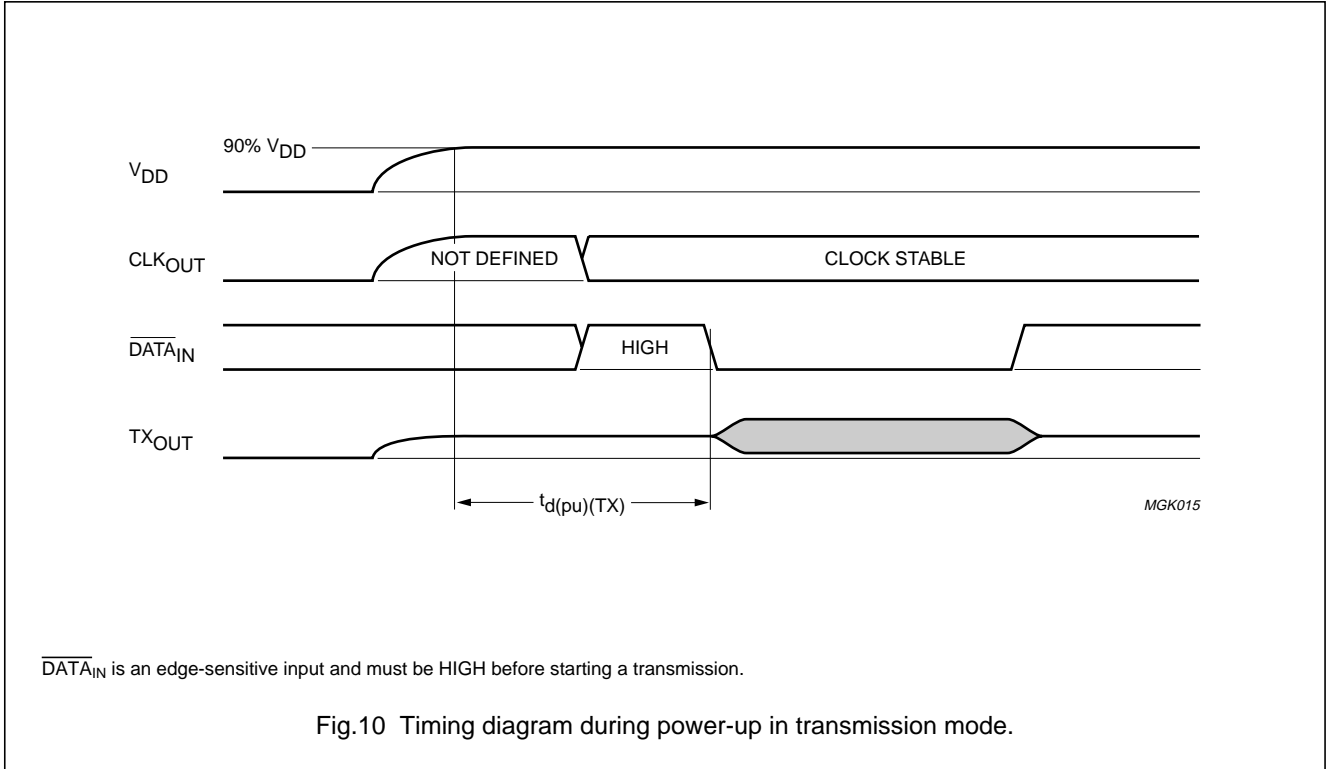 90% VDD
VDD
CLKOUT
NOT DEFINED
CLOCK STABLE
DATAIN
HIGH
TXOUT
td(pu)(TX)
MGK015
DATAIN is an edge-sensitive input and must be HIGH before starting a transmission.
Fig.10 Timing diagram during power-up in transmission mode.